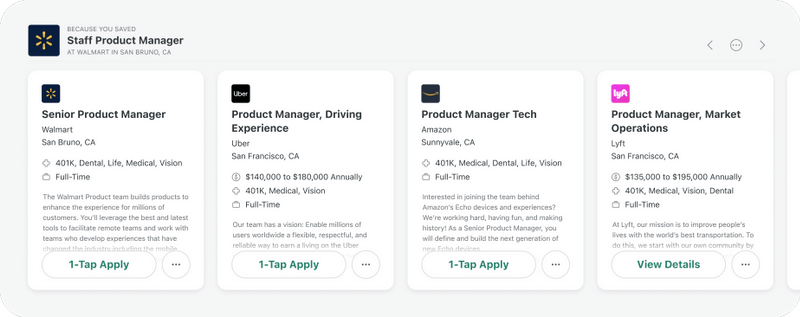 BECAUSE YOU SAVED
Staff Product Manager
AT WALMART IN SAN BRUNO, CA
Senior Product Manager
Walmart
San Bruno, CA
401K, Dental, Life, Medical, Vision
Full-Time
The Walmart Product team builds products to
enhance the experience for millions of
customers. You'll leverage the best and latest
tools to facilitate remote teams and work with
teams who develop experiences that have
changed the industry including the mobile
1-Tap Apply
Uber
Product Manager, Driving
Experience
Uber
San Francisco, CA
$140,000 to $180,000 Annually
401K, Medical, Vision
Full-Time
Our team has a vision: Enable millions of
users worldwide a flexible, respectful, and
reliable way to earn a living on the Uber
1-Tap Apply
Product Manager Tech
Amazon
Sunnyvale, CA
401K, Dental, Medical, Life, Vision
Full-Time
Interested in joining the team behind
Amazon's Echo devices and experiences?
We're working hard, having fun, and making
history! As a Senior Product Manager, you
will define and build the next generation of
new Echo devices
1-Tap Apply
lyft
Product Manager, Market
Operations
Lyft
San Francisco, CA
$135,000 to $195,000 Annually
401K, Medical, Vision, Dental
Full-Time
At Lyft, our mission is to improve people's
lives with the world's best transportation. To
do this, we start with our own community by
View Details